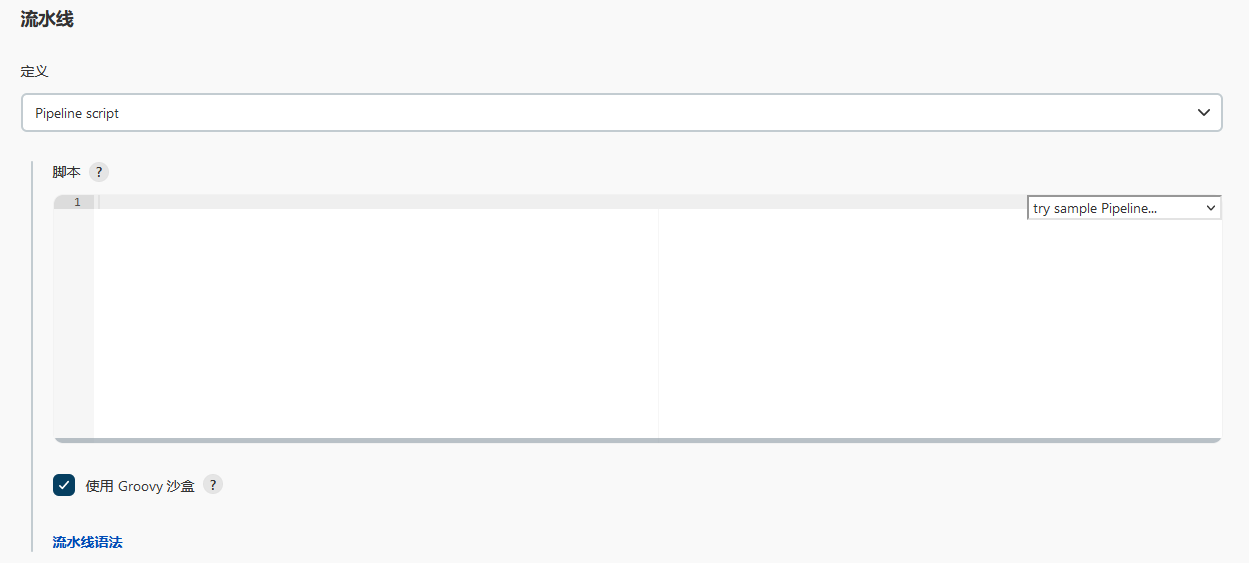 流水线
定义
Pipeline script
脚本 ?
1
try sample Pipeline...
使用 Groovy 沙盒 ?
流水线语法